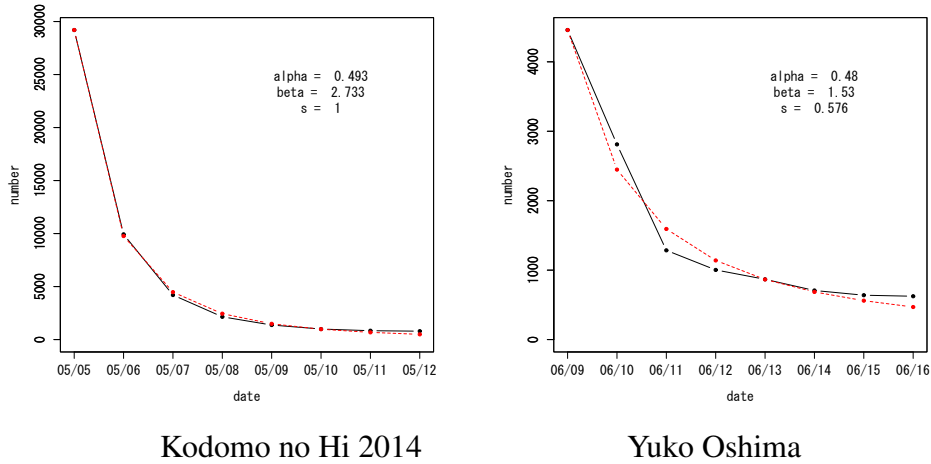 30000
25000
20000
15000
10000
5000
0
number
alpha = 0.493
beta = 2.733
s = 1
05/05 05/06 05/07 05/08 05/09 05/10 05/11 05/12
date
Kodomo no Hi 2014
4000
3000
2000
1000
0
number
alpha = 0.48
beta = 1.53
s = 0.576
06/09 06/10 06/11 06/12 06/13 06/14 06/15 06/16
date
Yuko Oshima